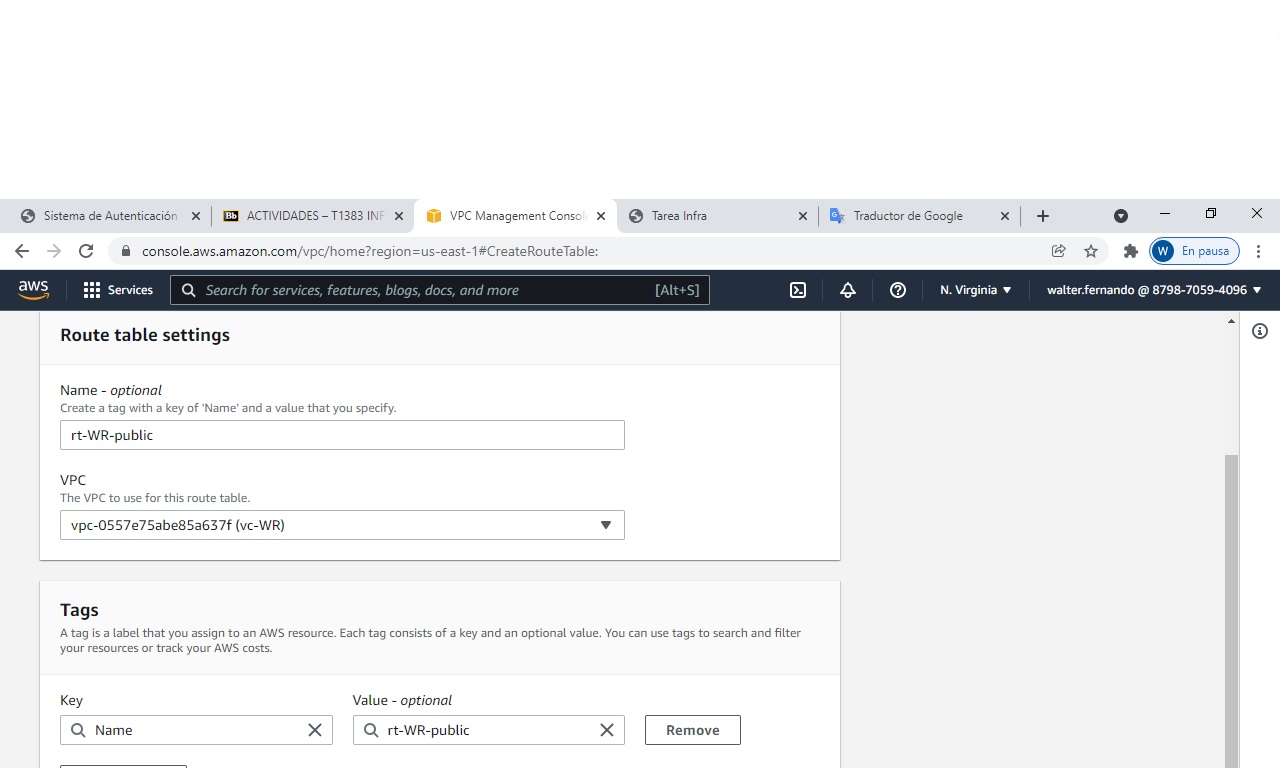 Sistema de Autenticación
ACTIVIDADES – T1383 INF
VPC Management Consol
Tarea Infra
Traductor de Google
console.aws.amazon.com/vpc/home?region=us-east-1#CreateRouteTable:
W En pausa
aws
Services
Search for services, features, blogs, docs, and more
[Alt+S]
N. Virginia
walter.fernando @ 8798-7059-4096
Route table settings
Name - optional
Create a tag with a key of 'Name' and a value that you specify.
rt-WR-public
VPC
The VPC to use for this route table.
vpc-0557e75abe85a637f (vc-WR)
Tags
A tag is a label that you assign to an AWS resource. Each tag consists of a key and an optional value. You can use tags to search and filter
your resources or track your AWS costs.
Key
Value - optional
Name
rt-WR-public
Remove